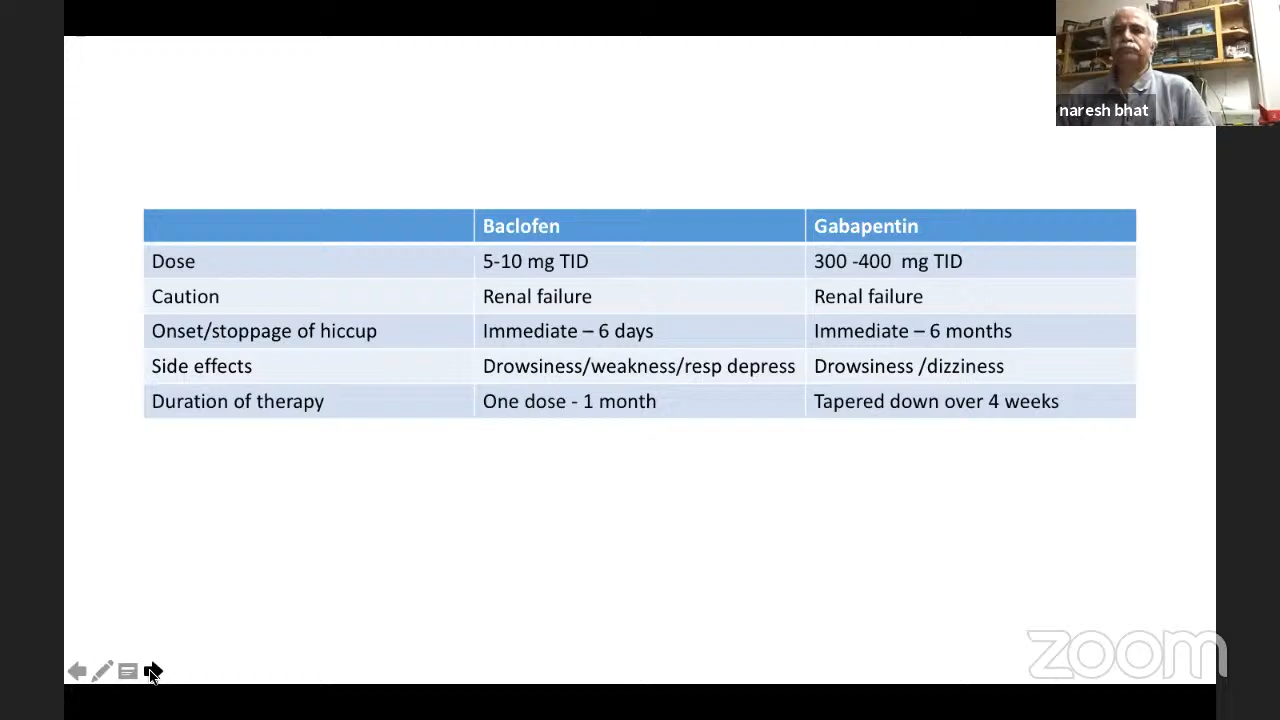 naresh bhat
Baclofen Gabapentin
Dose 5-10 mg TID 300 -400 mg TID
Caution Renal failure Renal failure
Onset/stoppage of hiccup Immediate – 6 days Immediate – 6 months
Side effects Drowsiness/weakness/resp depress Drowsiness /dizziness
Duration of therapy One dose - 1 month Tapered down over 4 weeks
zoom